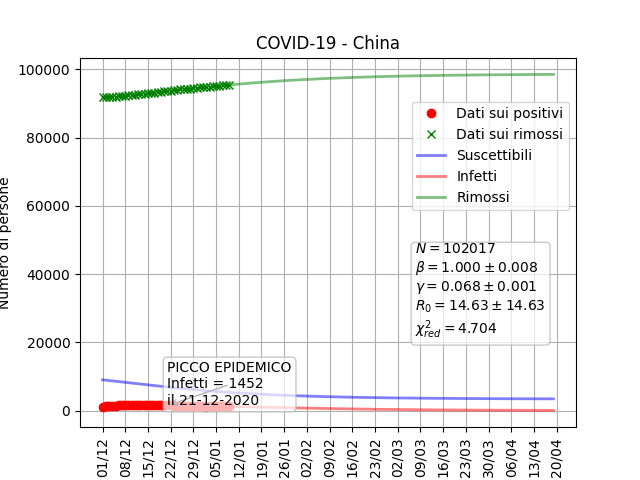 COVID-19 - China
Numero di persone
100000
80000
60000
40000
20000
0
Dati sui positivi
Dati sui rimossi
Suscettibili
Infetti
Rimossi
N = 102017
β = 1.000 ± 0.008
γ = 0.068 ± 0.001
R₀ = 14.63 ± 14.63
χ²_red = 4.704
PICCO EPIDEMICO
Infetti = 1452
il 21-12-2020
01/12
08/12
15/12
22/12
29/12
05/01
12/01
19/01
26/01
02/02
09/02
16/02
23/02
02/03
09/03
16/03
23/03
30/03
06/04
13/04
20/04